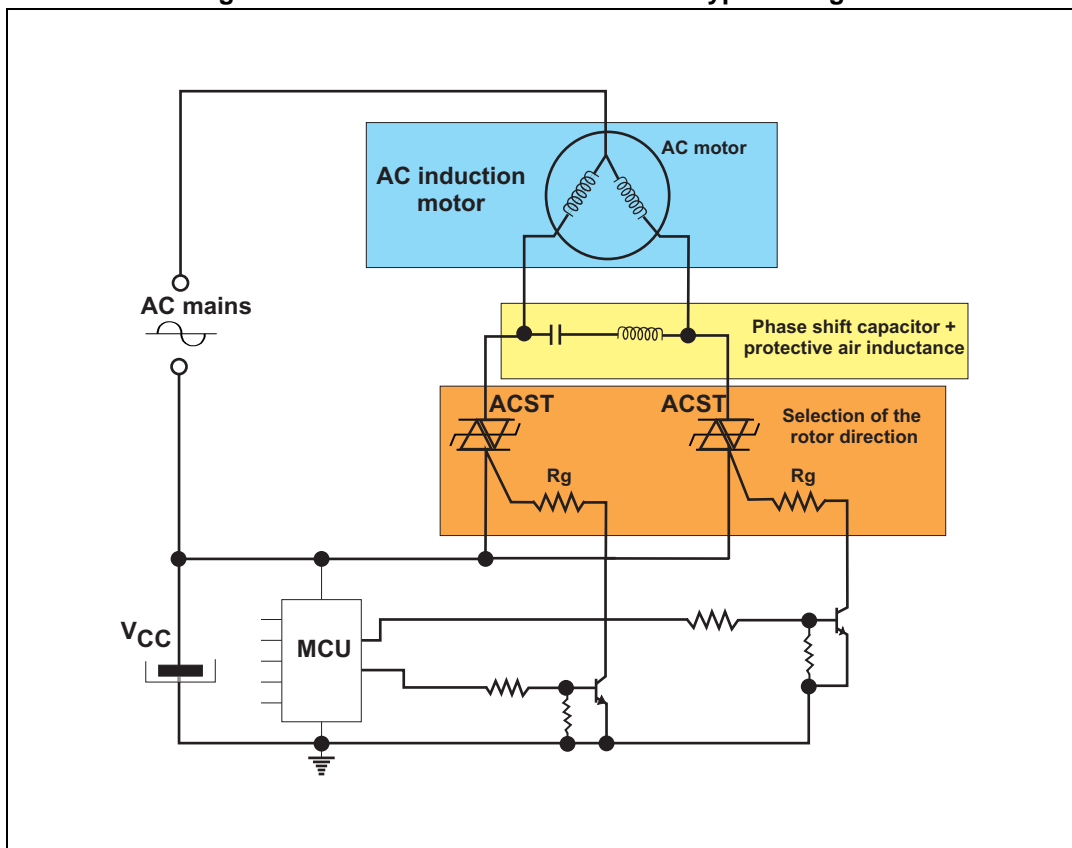 AC motor
AC induction
motor
AC mains
Phase shift capacitor +
protective air inductance
ACST
ACST
Selection of the
rotor direction
Rg
Rg
VCC
MCU